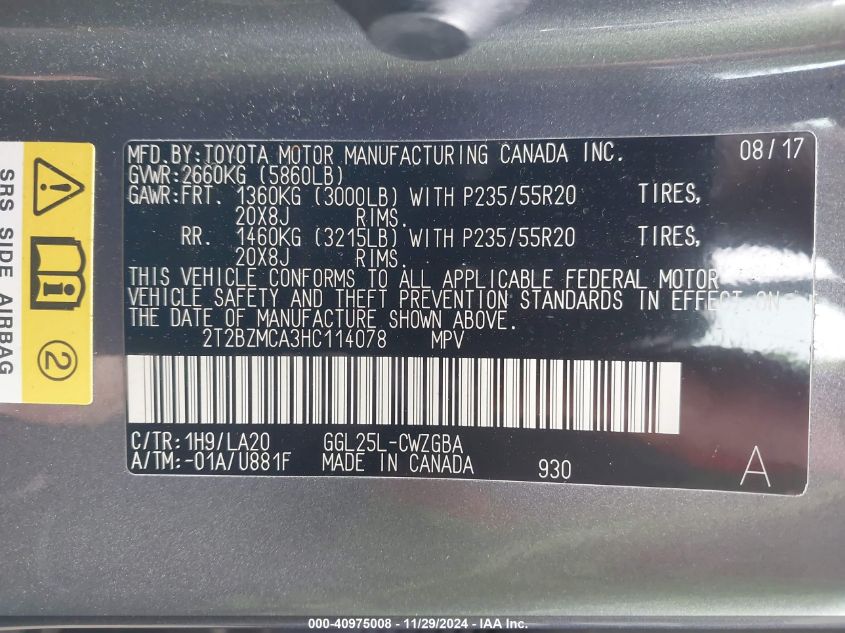 MFD.BY:TOYOTA MOTOR MANUFACTURING CANADA INC. 08/17
GVWR:2660KG (5860LB)
GAWR:FRT. 1360KG (3000LB) WITH P235/55R20 TIRES,
20X8J RIMS.
RR. 1460KG (3215LB) WITH P235/55R20 TIRES,
20X8J RIMS.
THIS VEHICLE CONFORMS TO ALL APPLICABLE FEDERAL MOTOR
VEHICLE SAFETY AND THEFT PREVENTION STANDARDS IN EFFECT ON
THE DATE OF MANUFACTURE SHOWN ABOVE.
2T2BZMCA3HC114078 MPV
C/TR:1H9/LA20 GGL25L-CWZGBA
A/TM:-01A/U881F MADE IN CANADA 930 A
SRS SIDE AIRBAG
2
000-40975008 - 11/29/2024 - IAA Inc.